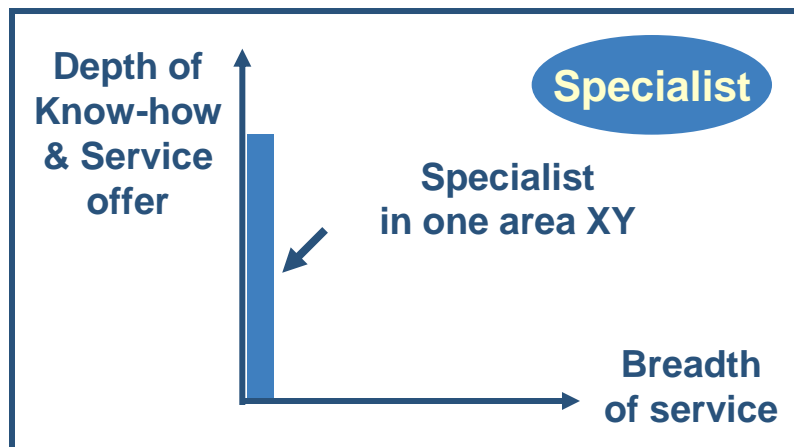 Depth of
Know-how
& Service
offer
Specialist
Specialist
in one area XY
Breadth
of service